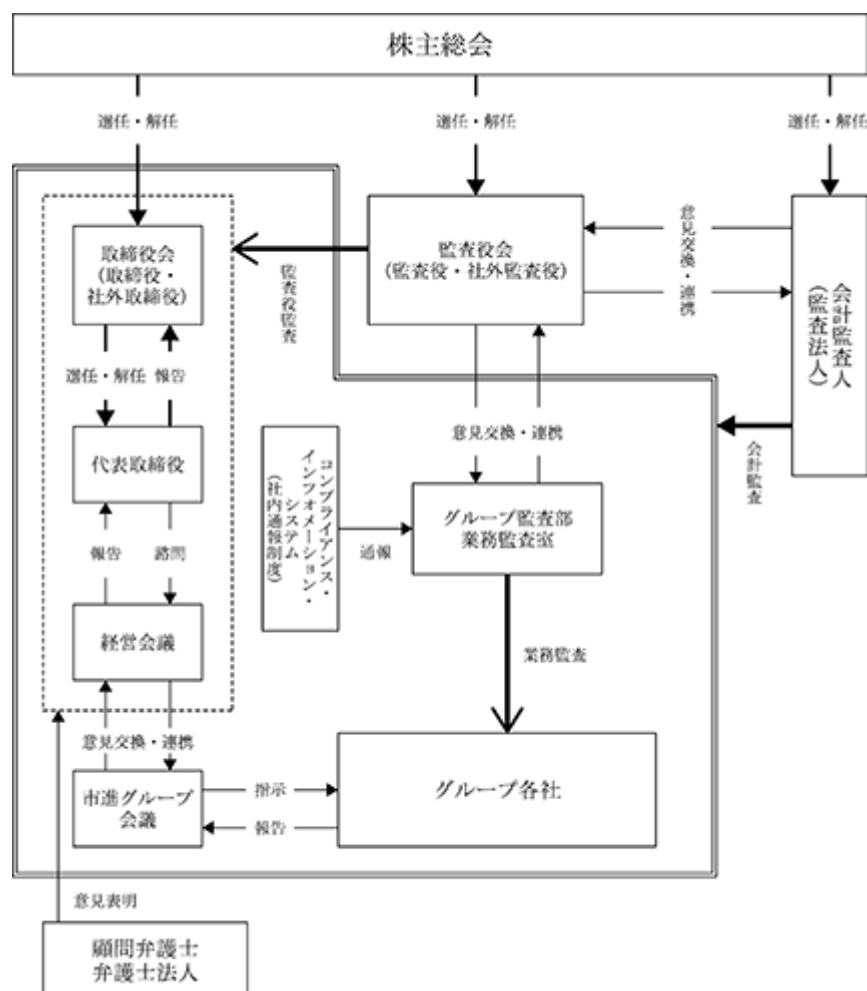 株主総会
選任・解任
選任・解任
選任・解任
取締役会
(取締役・
社外取締役)
監査役監査
監査役会
(監査役・社外監査役)
意見交換・連携
会計監査人
(監査法人)
選任・解任
報告
意見交換・連携
会計監査
代表取締役
コンプライアンス・
インフォメーション・
システム
(社内通報制度)
通報
グループ監査部
業務監査室
報告
諮問
経営会議
業務監査
意見交換・連携
市進グループ
会議
指示
報告
グループ各社
意見表明
顧問弁護士
弁護士法人